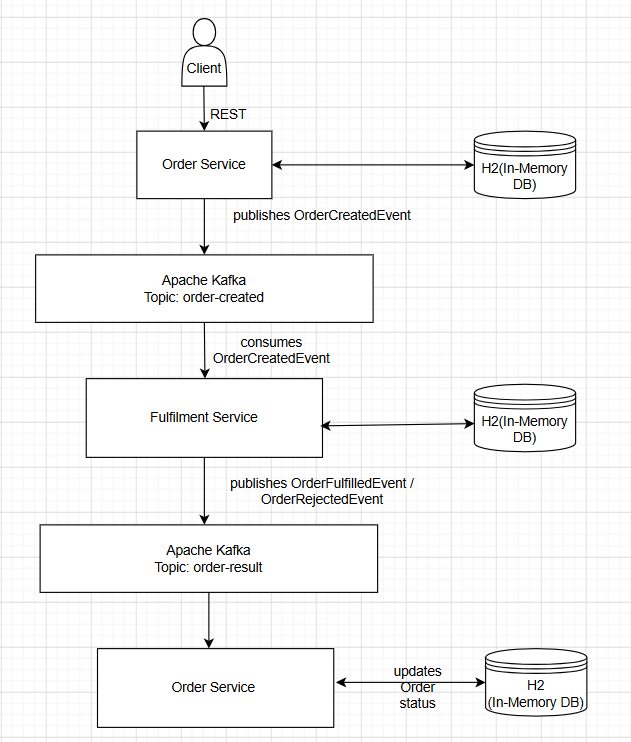 Client
REST
Order Service
H2(In-Memory
DB)
publishes OrderCreatedEvent
Apache Kafka
Topic: order-created
consumes
OrderCreatedEvent
Fulfilment Service
H2(In-Memory
DB)
publishes OrderFulfilledEvent /
OrderRejectedEvent
Apache Kafka
Topic: order-result
Order Service
updates
Order
status
H2
(In-Memory DB)